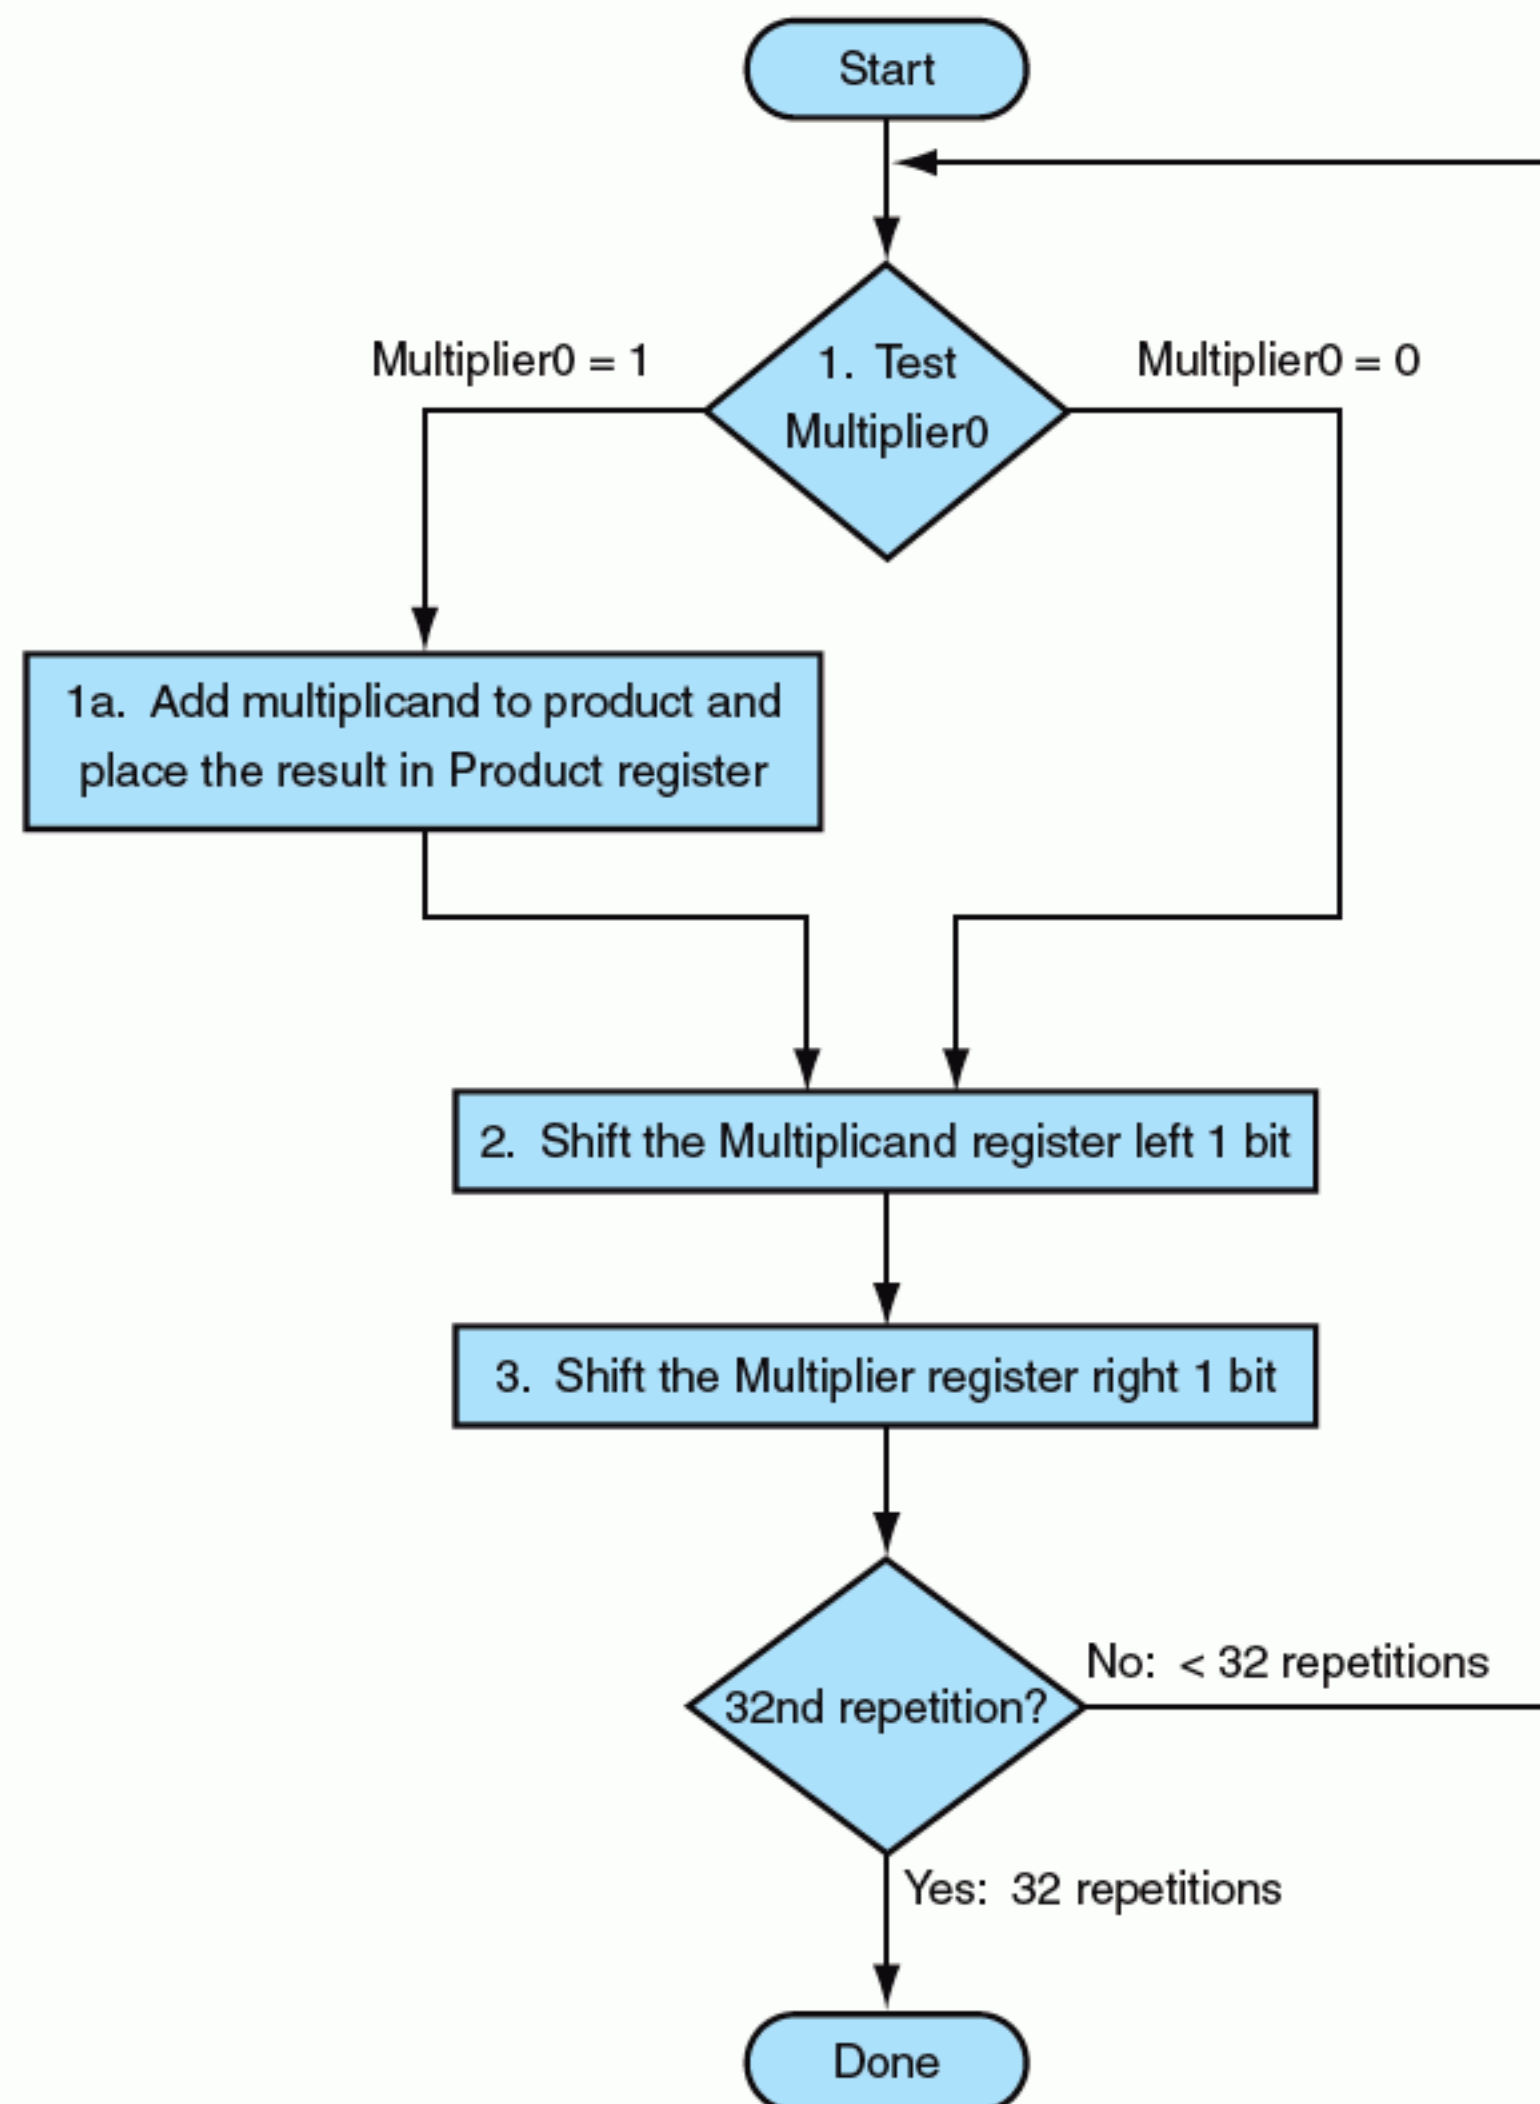 Start
Multiplier0 = 1
1. Test
Multiplier0
Multiplier0 = 0
1a. Add multiplicand to product and
place the result in Product register
2. Shift the Multiplicand register left 1 bit
3. Shift the Multiplier register right 1 bit
32nd repetition?
No: < 32 repetitions
Yes: 32 repetitions
Done